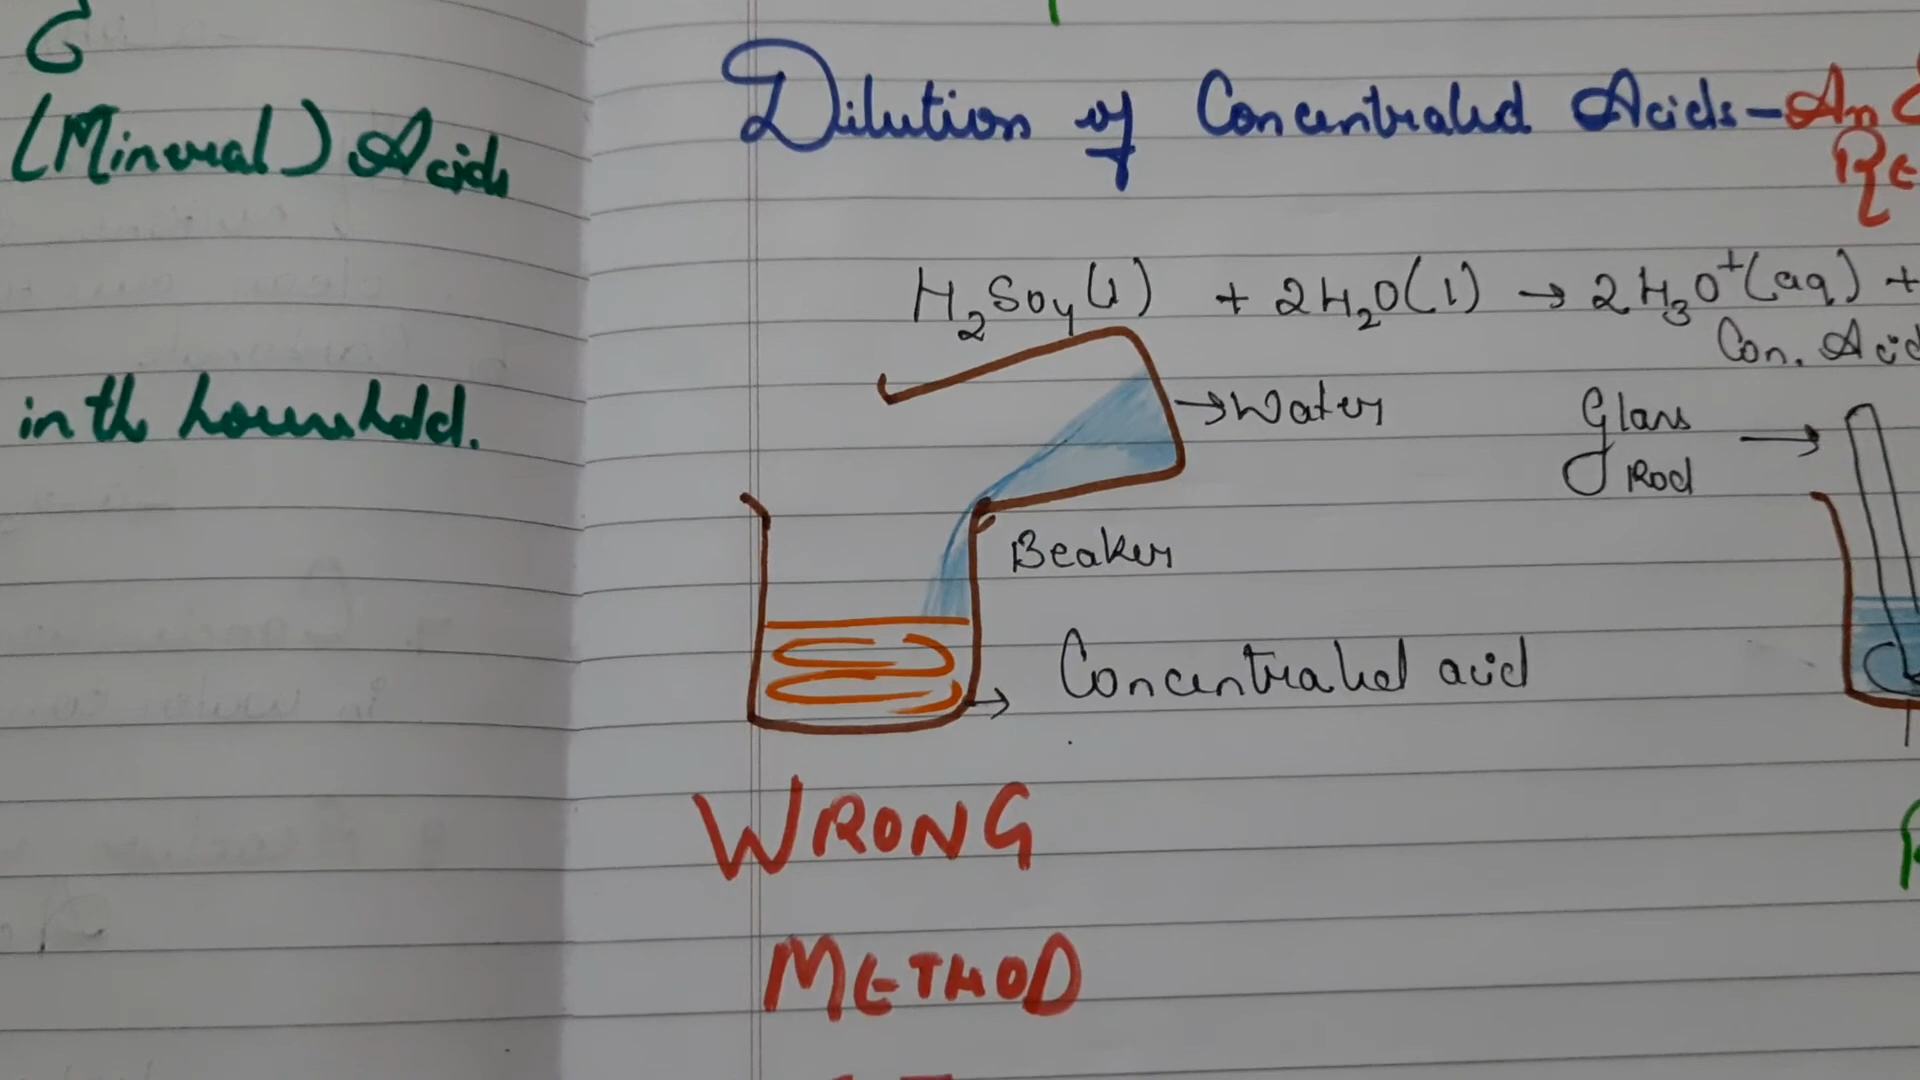 (Mineral) Acids
in the household.
Dilution of Concentrated Acids - An
H2SO4(l) + 2H2O(l) → 2H3O+(aq) +
Con. Acid
→Water
Glass
Rod
Beaker
Concentrated acid
WRONG
METHOD